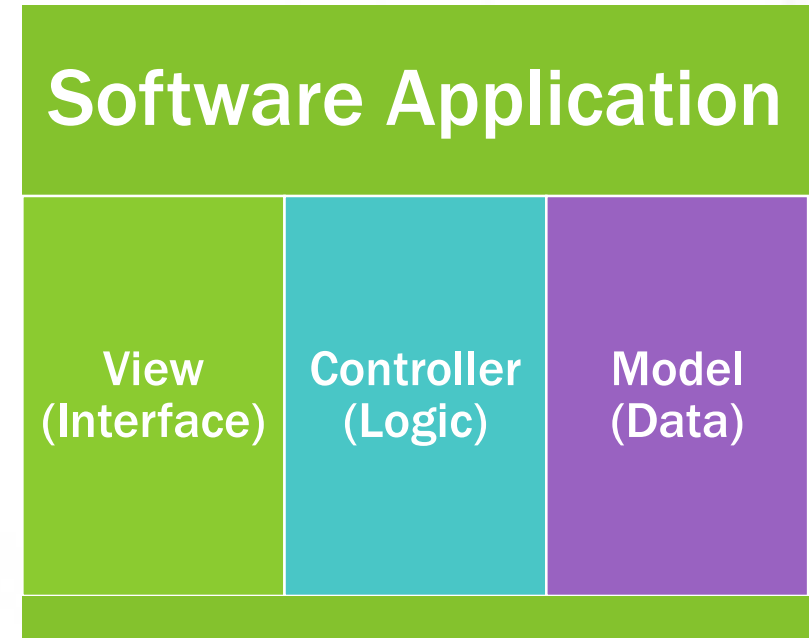 Software Application
View
(Interface)
Controller
(Logic)
Model
(Data)